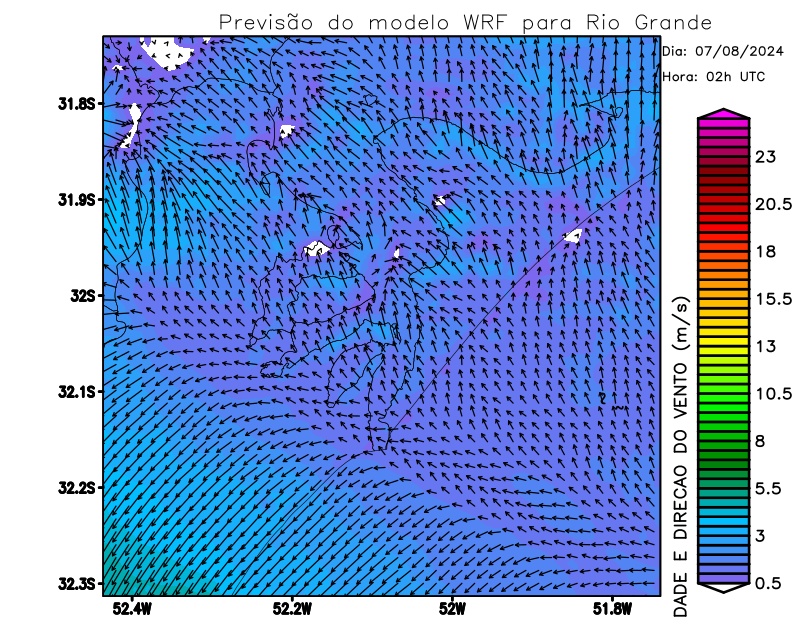 Previsão do modelo WRF para Rio Grande
Dia: 07/08/2024
Hora: 02h UTC
31.8S
31.9S
32S
32.1S
32.2S
32.3S
52.4W
52.2W
52W
51.8W
23
20.5
18
15.5
13
10.5
8
5.5
3
0.5
DADE E DIRECAO DO VENTO (m/s)